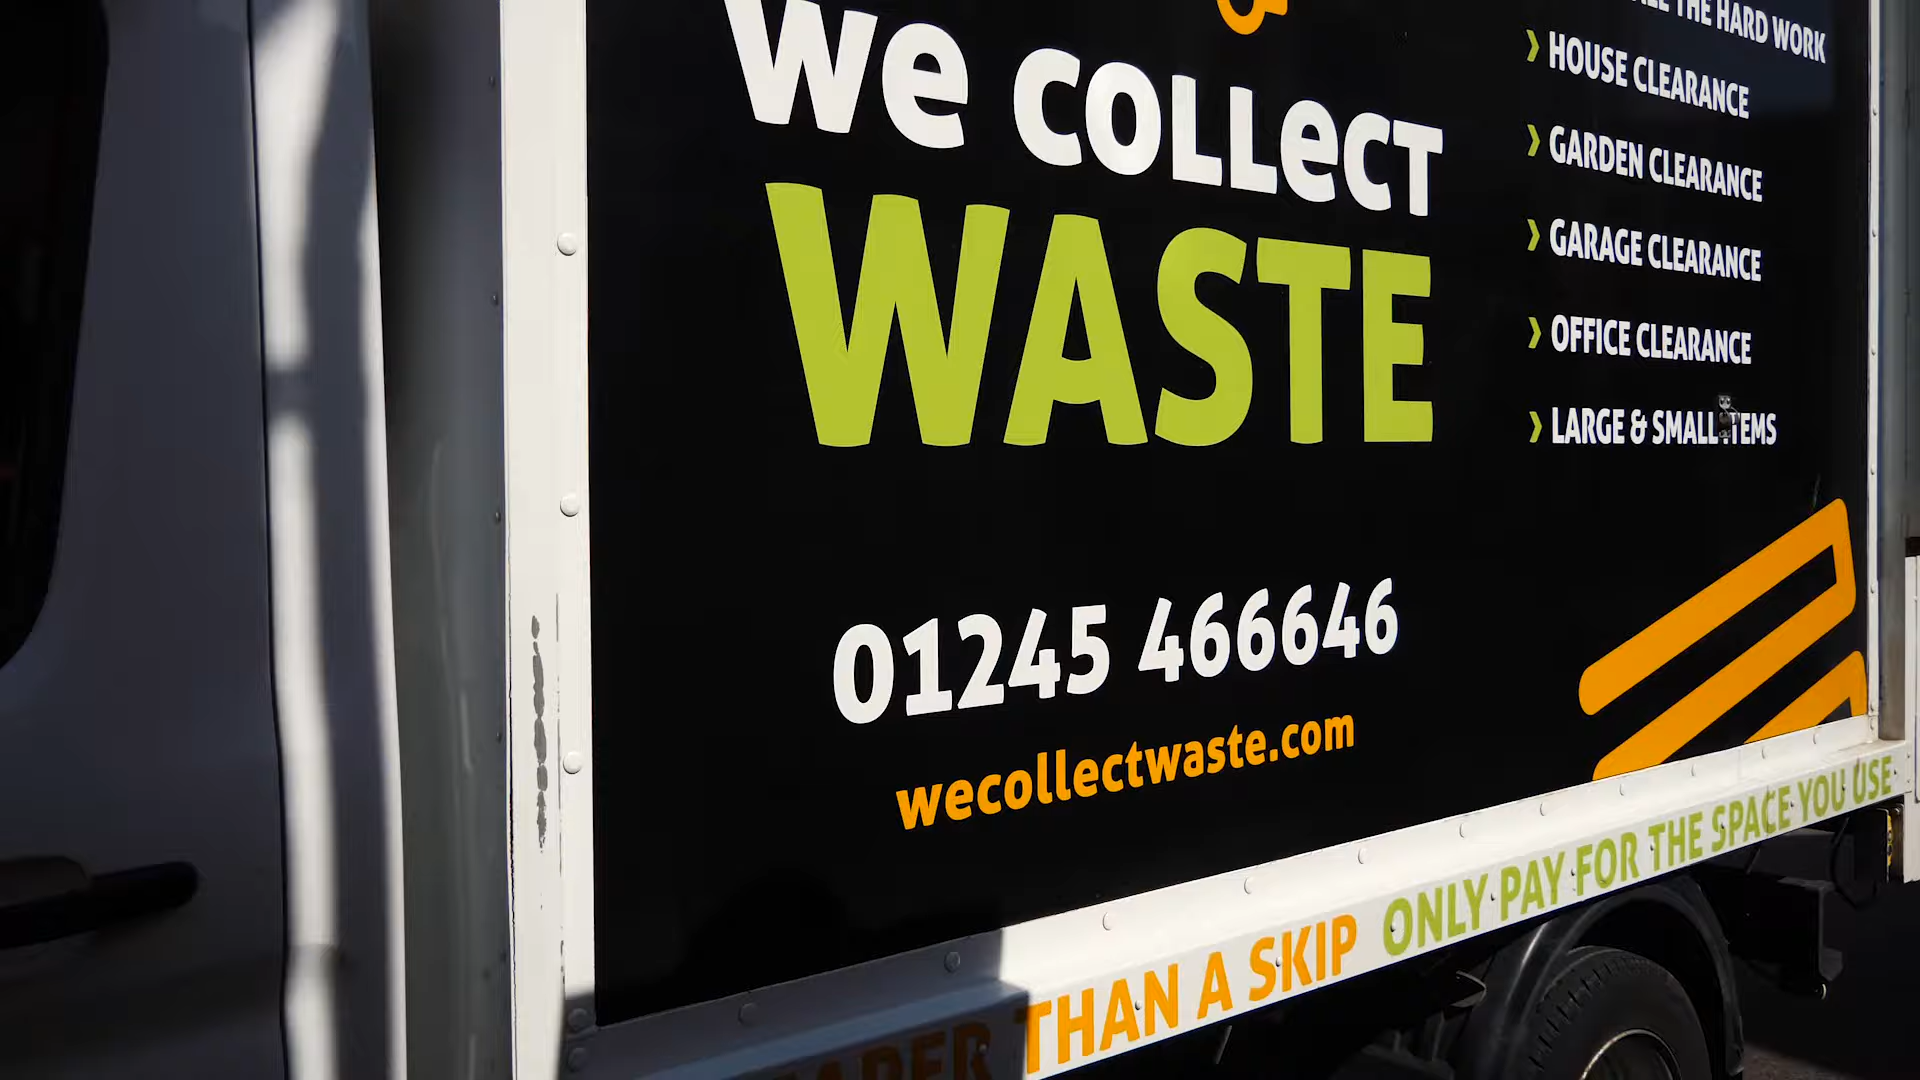 we collect
WASTE
01245 466646
wecollectwaste.com
THE HARD WORK
HOUSE CLEARANCE
GARDEN CLEARANCE
GARAGE CLEARANCE
OFFICE CLEARANCE
LARGE & SMALL ITEMS
THAN A SKIP ONLY PAY FOR THE SPACE YOU USE